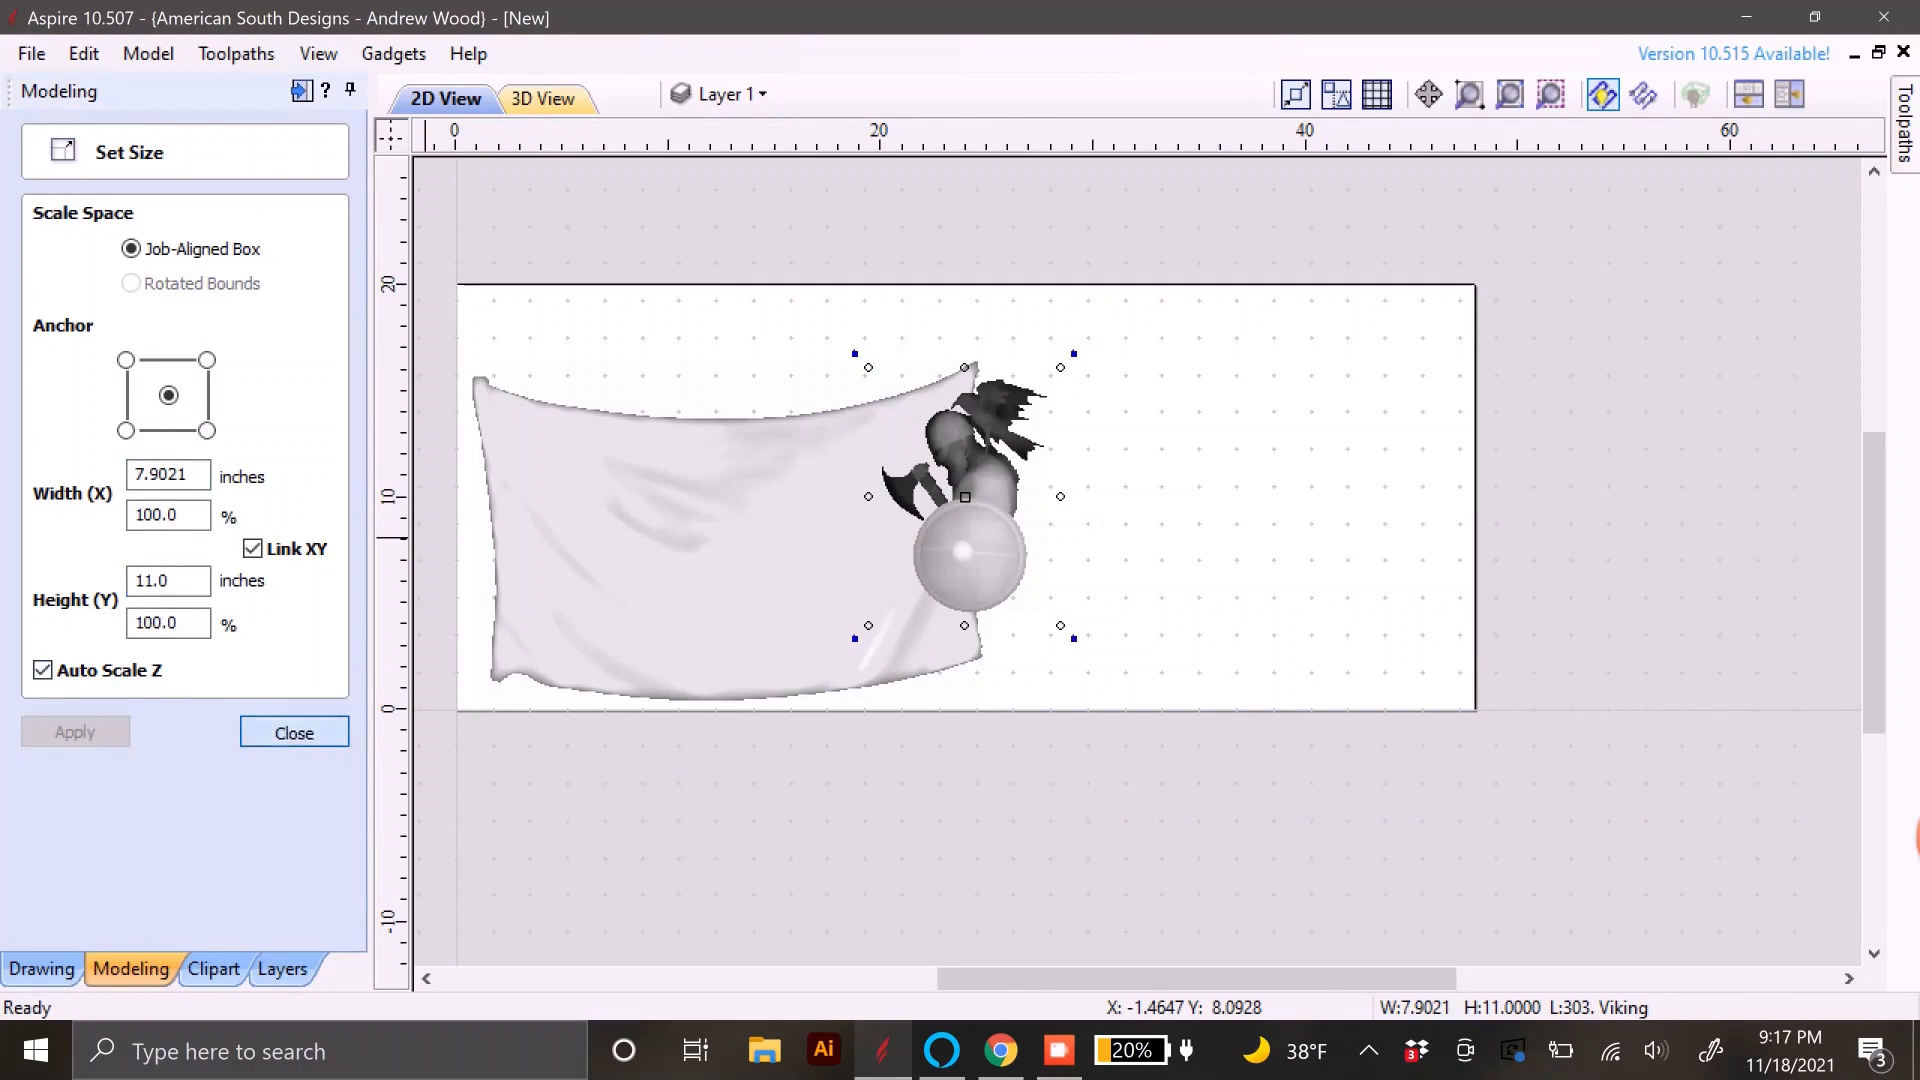 Aspire 10.507 - {American South Designs - Andrew Wood} - [New]
File Edit Model Toolpaths View Gadgets Help
Version 10.515 Available!
Modeling
?
2D View 3D View
Layer 1
Toolpaths
0 20 40 60
Set Size
Scale Space
Job-Aligned Box
Rotated Bounds
Anchor
Width (X)
7.9021 inches
100.0 %
Link XY
Height (Y)
11.0 inches
100.0 %
Auto Scale Z
Apply Close
20
10
0
-10
Drawing Modeling Clipart Layers
Ready
X: -1.4647 Y: 8.0928
W:7.9021 H:11.0000 L:303. Viking
Type here to search
Ai
20%
38°F
3
9:17 PM
11/18/2021
3